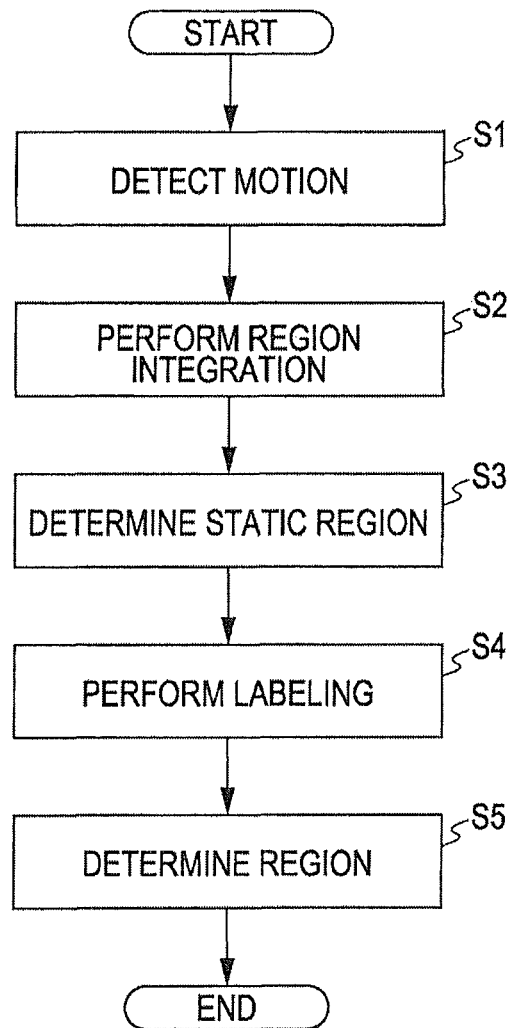 START
S1
DETECT MOTION
S2
PERFORM REGION
INTEGRATION
S3
DETERMINE STATIC REGION
S4
PERFORM LABELING
S5
DETERMINE REGION
END